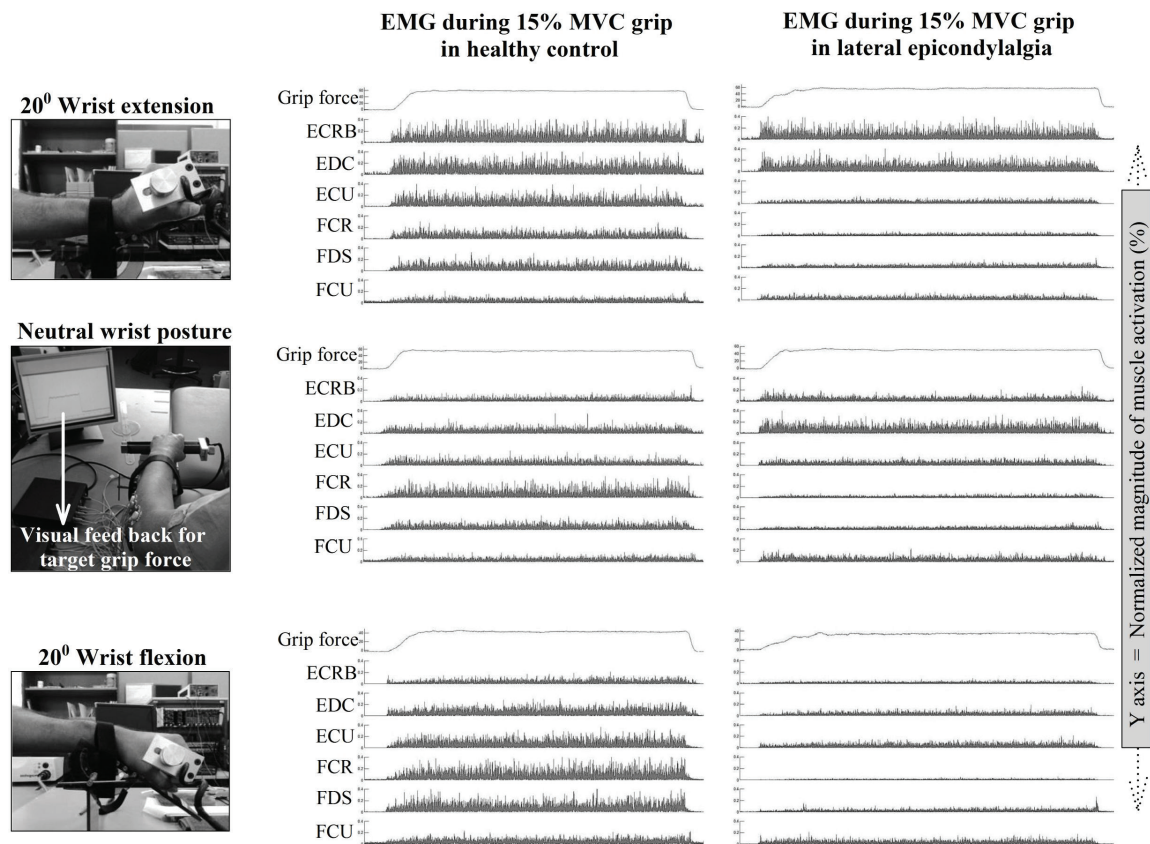 EMG during 15% MVC grip
in healthy control
EMG during 15% MVC grip
in lateral epicondylalgia
20⁰ Wrist extension
Grip force
ECRB
EDC
ECU
FCR
FDS
FCU
Neutral wrist posture
Visual feed back for
target grip force
Grip force
ECRB
EDC
ECU
FCR
FDS
FCU
20⁰ Wrist flexion
Grip force
ECRB
EDC
ECU
FCR
FDS
FCU
Y axis = Normalized magnitude of muscle activation (%)